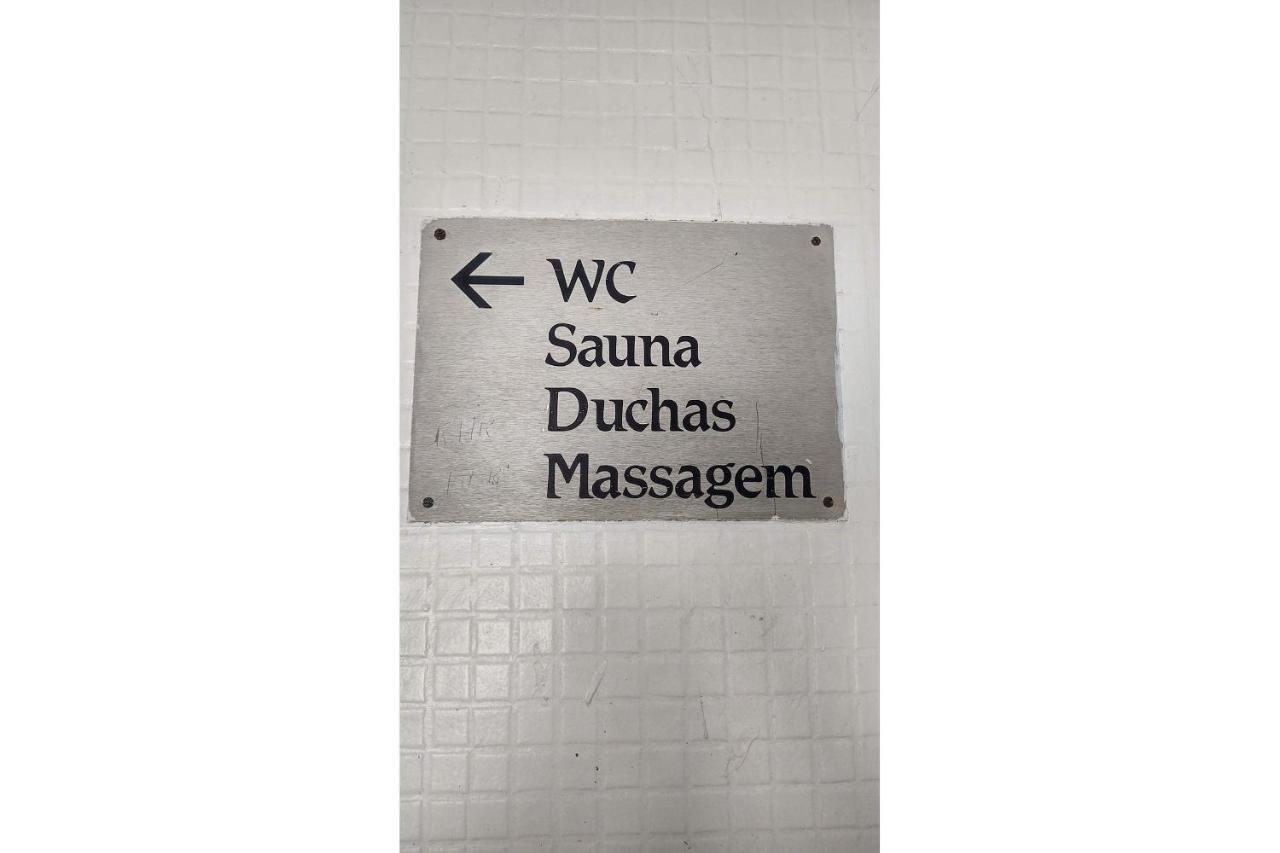 ← WC
Sauna
Duchas
Massagem